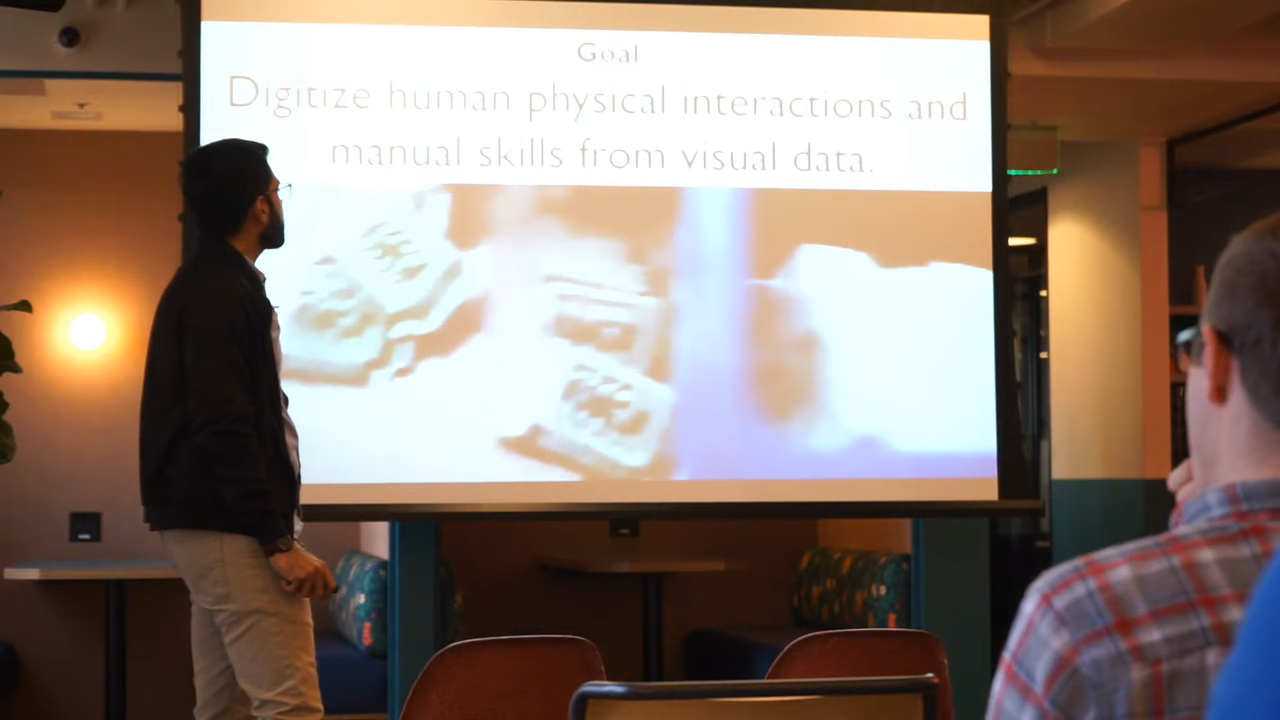 Goal
Digitize human physical interactions and
manual skills from visual data.